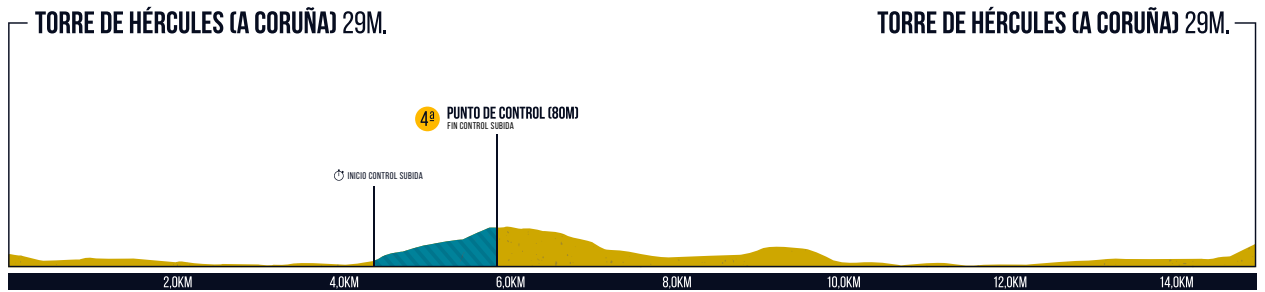 TORRE DE HÉRCULES (A CORUÑA) 29M.
TORRE DE HÉRCULES (A CORUÑA) 29M.
4ª PUNTO DE CONTROL (80M)
FIN CONTROL SUBIDA
INICIO CONTROL SUBIDA
2,0KM 4,0KM 6,0KM 8,0KM 10,0KM 12,0KM 14,0KM